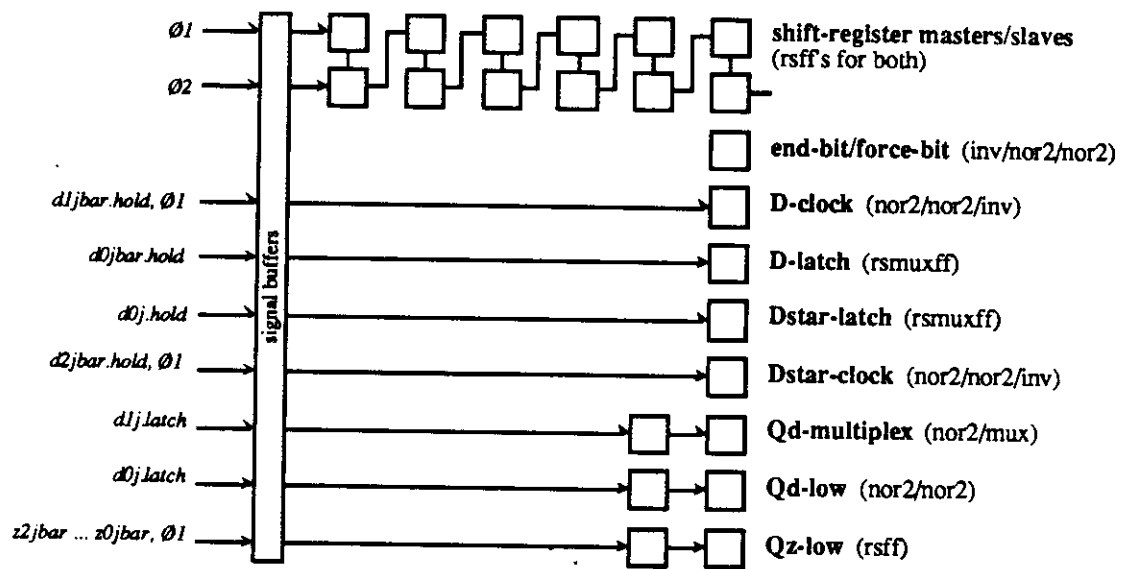 Ø1
shift-register masters/slaves
(rsff's for both)
Ø2
end-bit/force-bit (inv/nor2/nor2)
d1jbar.hold, Ø1
D-clock (nor2/nor2/inv)
signal buffers
d0jbar.hold
D-latch (rsmuxff)
d0j.hold
Dstar-latch (rsmuxff)
d2jbar.hold, Ø1
Dstar-clock (nor2/nor2/inv)
d1j.latch
Qd-multiplex (nor2/mux)
d0j.latch
Qd-low (nor2/nor2)
z2jbar ... z0jbar, Ø1
Qz-low (rsff)